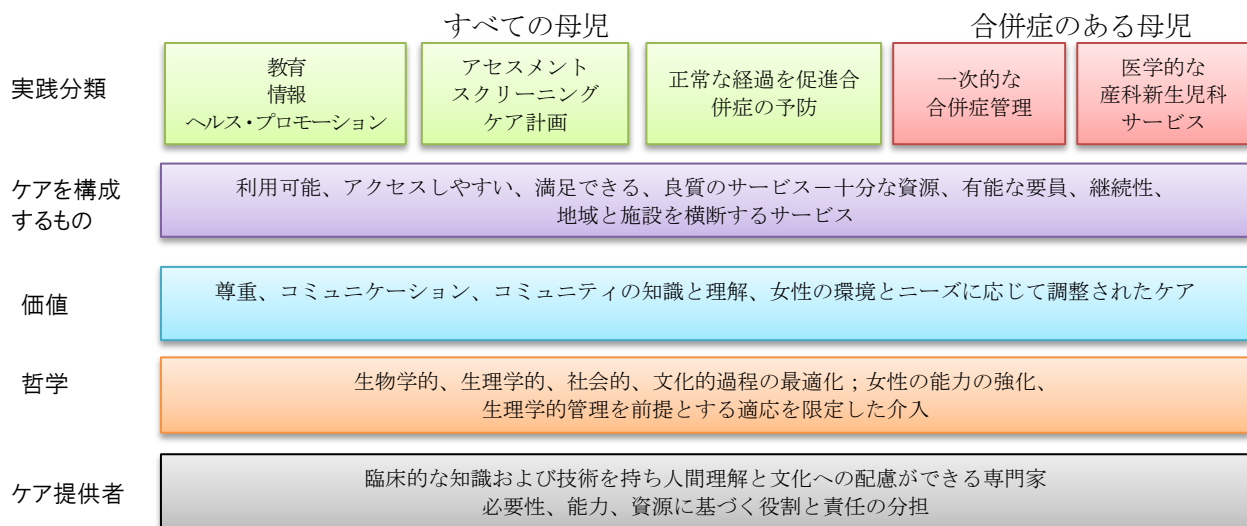 すべての母児
合併症のある母児
実践分類
教育
情報
ヘルス・プロモーション
アセスメント
スクリーニング
ケア計画
正常な経過を促進合
併症の予防
一次的な
合併症管理
医学的な
産科新生児科
サービス
ケアを構成
するもの
利用可能、アクセスしやすい、満足できる、良質のサービス－十分な資源、有能な要員、継続性、
地域と施設を横断するサービス
価値
尊重、コミュニケーション、コミュニティの知識と理解、女性の環境とニーズに応じて調整されたケア
哲学
生物学的、生理学的、社会的、文化的過程の最適化；女性の能力の強化、
生理学的管理を前提とする適応を限定した介入
ケア提供者
臨床的な知識および技術を持ち人間理解と文化への配慮ができる専門家
必要性、能力、資源に基づく役割と責任の分担